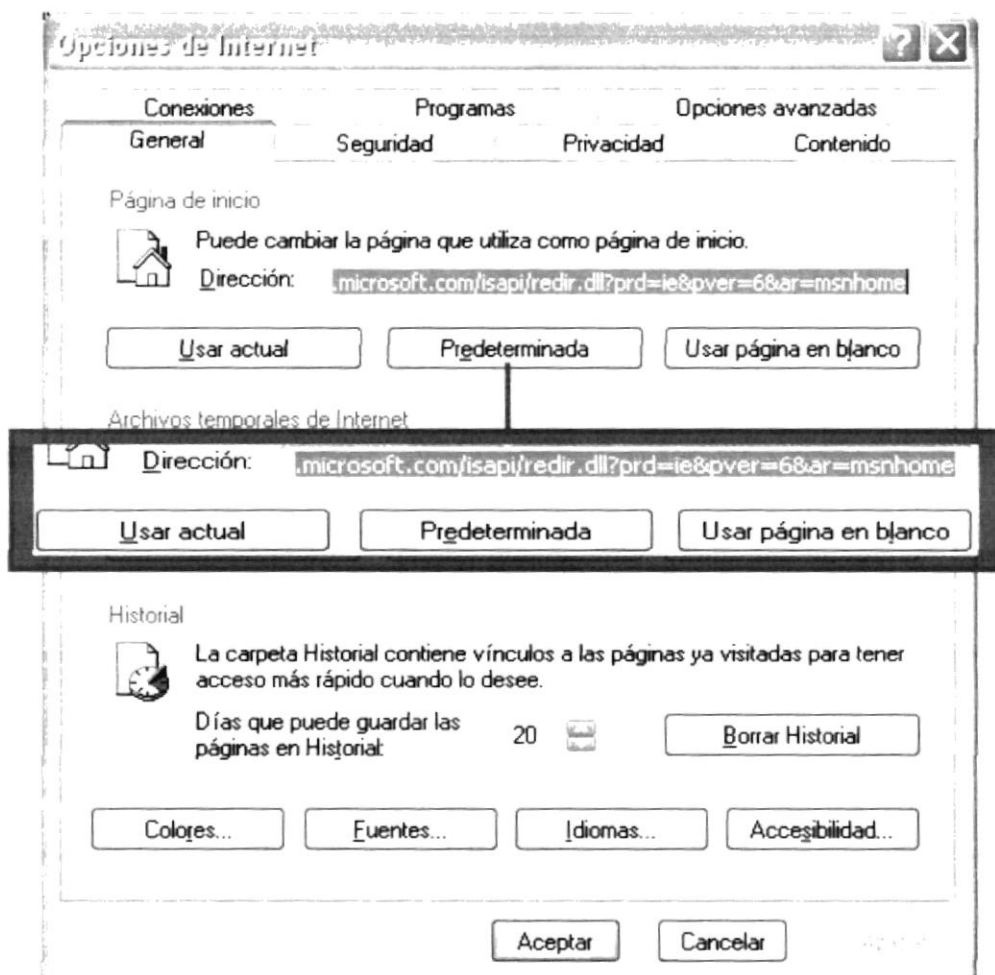 Opciones de Internet
Conexiones Programas Opciones avanzadas
General Seguridad Privacidad Contenido
Página de inicio
Puede cambiar la página que utiliza como página de inicio.
Dirección: .microsoft.com/isapi/redir.dll?prd=ie&pver=6&ar=msnhome
Usar actual Predeterminada Usar página en blanco
Archivos temporales de Internet
Dirección: .microsoft.com/isapi/redir.dll?prd=ie&pver=6&ar=msnhome
Usar actual Predeterminada Usar página en blanco
Historial
La carpeta Historial contiene vínculos a las páginas ya visitadas para tener
acceso más rápido cuando lo desee.
Días que puede guardar las
páginas en Historial: 20 Borrar Historial
Colores... Fuentes... Idiomas... Accesibilidad...
Aceptar Cancelar